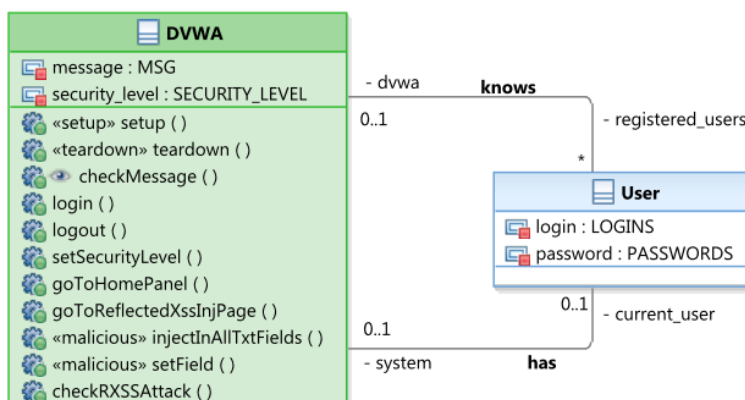 DVWA
message : MSG
security_level : SECURITY_LEVEL
«setup» setup ( )
«teardown» teardown ( )
checkMessage ( )
login ( )
logout ( )
setSecurityLevel ( )
goToHomePanel ( )
goToReflectedXssInjPage ( )
«malicious» injectInAllTxtFields ( )
«malicious» setField ( )
checkRXSSAttack ( )
- dvwa
knows
0..1
- registered_users
*
User
login : LOGINS
password : PASSWORDS
0..1
- current_user
0..1
- system
has